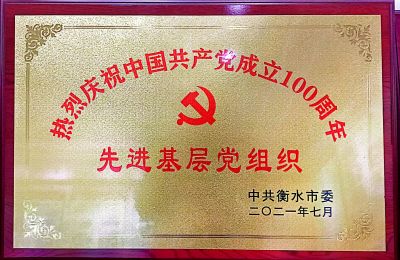 热烈庆祝中国共产党成立100周年
先进基层党组织
中共衡水市委
二〇二一年七月